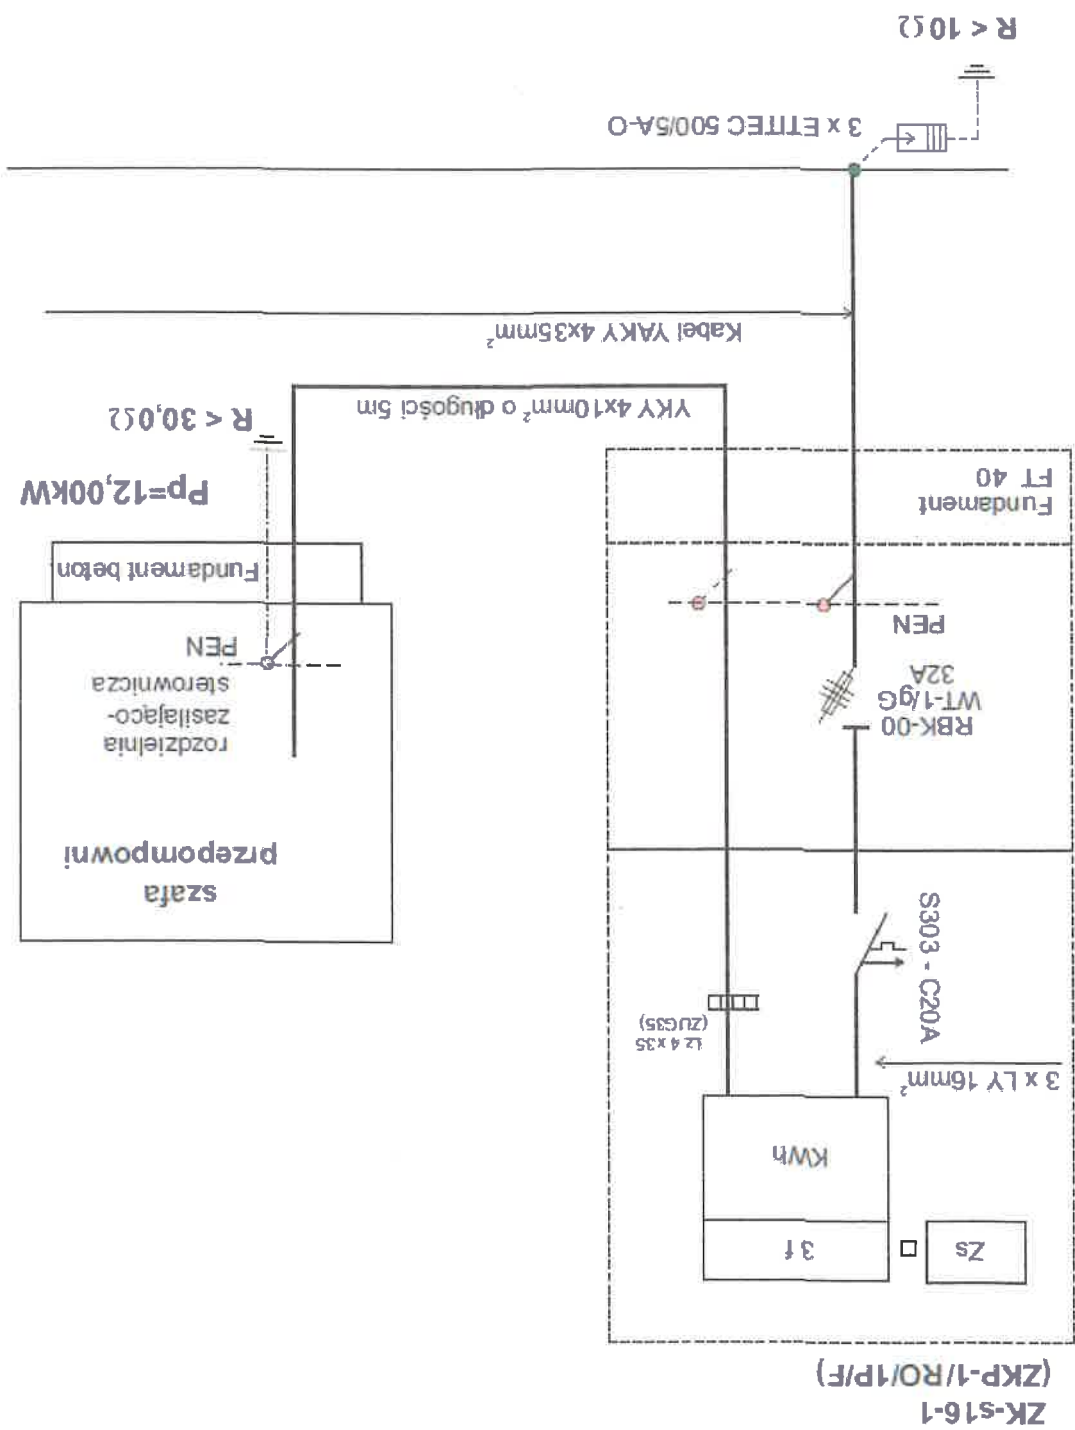 ZK-s16-1
(ZKP-1/RO/1P/F)
Zs
3 f
KWh
3 x LY 16mm²
S303 - C20A
Lz 4 x 35
(ZUG35)
RBK-00
WT-1/gG
32A
PEN
Fundament
FT 40
szafa
przepompowni
rozdzielnia
zasilająco-
sterownicza
PEN
Fundament beton
Pp=12,00kW
R < 30,0Ω
YKY 4x10mm² o długości 5m
Kabel YAKY 4x35mm²
3 x ETITEC 500/5A-O
R < 10Ω